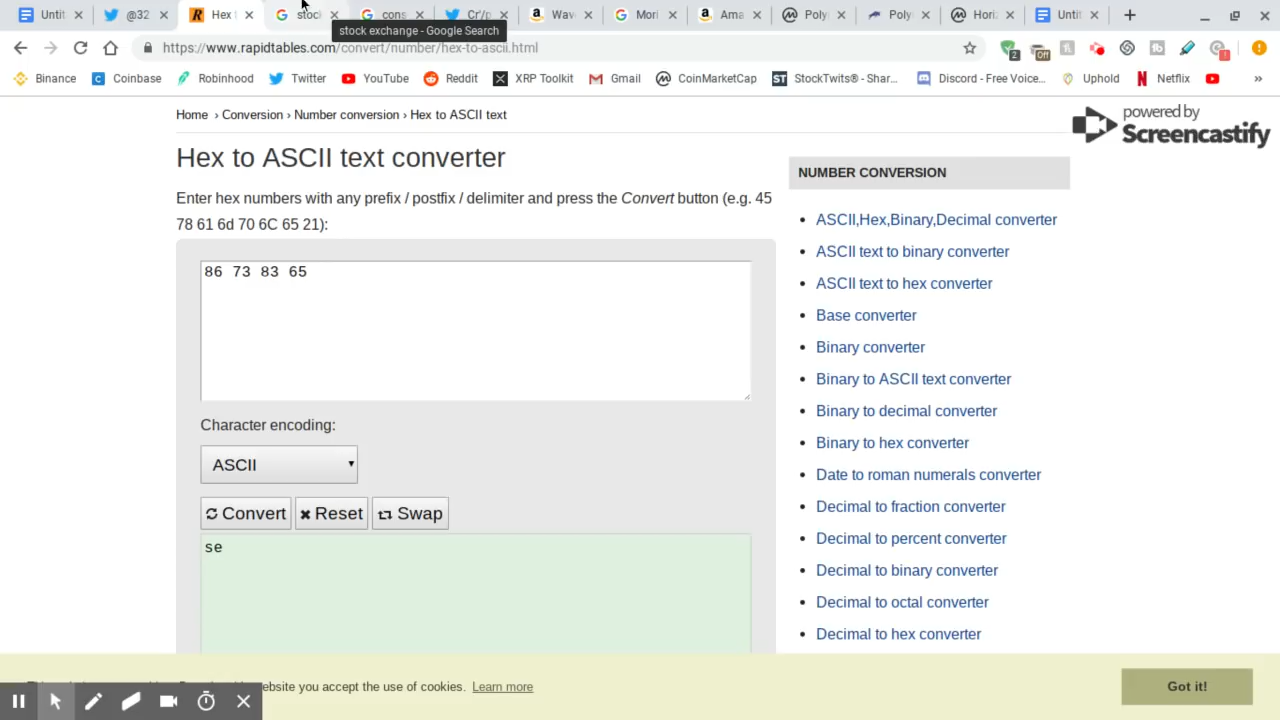 Untit
@32
Hex t
stoc
cons
Cr'/p
Wav
Mori
Ama
Poly
Poly
Horiz
Untit
stock exchange - Google Search
https://www.rapidtables.com/convert/number/hex-to-ascii.html
2
Off
Binance
Coinbase
Robinhood
Twitter
YouTube
Reddit
XRP Toolkit
Gmail
CoinMarketCap
StockTwits® - Shar...
Discord - Free Voice...
Uphold
Netflix
»
Home › Conversion › Number conversion › Hex to ASCII text
powered by
Screencastify
Hex to ASCII text converter
Enter hex numbers with any prefix / postfix / delimiter and press the Convert button (e.g. 45
78 61 6d 70 6C 65 21):
86 73 83 65
Character encoding:
ASCII
Convert
Reset
Swap
se
NUMBER CONVERSION
ASCII,Hex,Binary,Decimal converter
ASCII text to binary converter
ASCII text to hex converter
Base converter
Binary converter
Binary to ASCII text converter
Binary to decimal converter
Binary to hex converter
Date to roman numerals converter
Decimal to fraction converter
Decimal to percent converter
Decimal to binary converter
Decimal to octal converter
Decimal to hex converter
website you accept the use of cookies. Learn more
Got it!